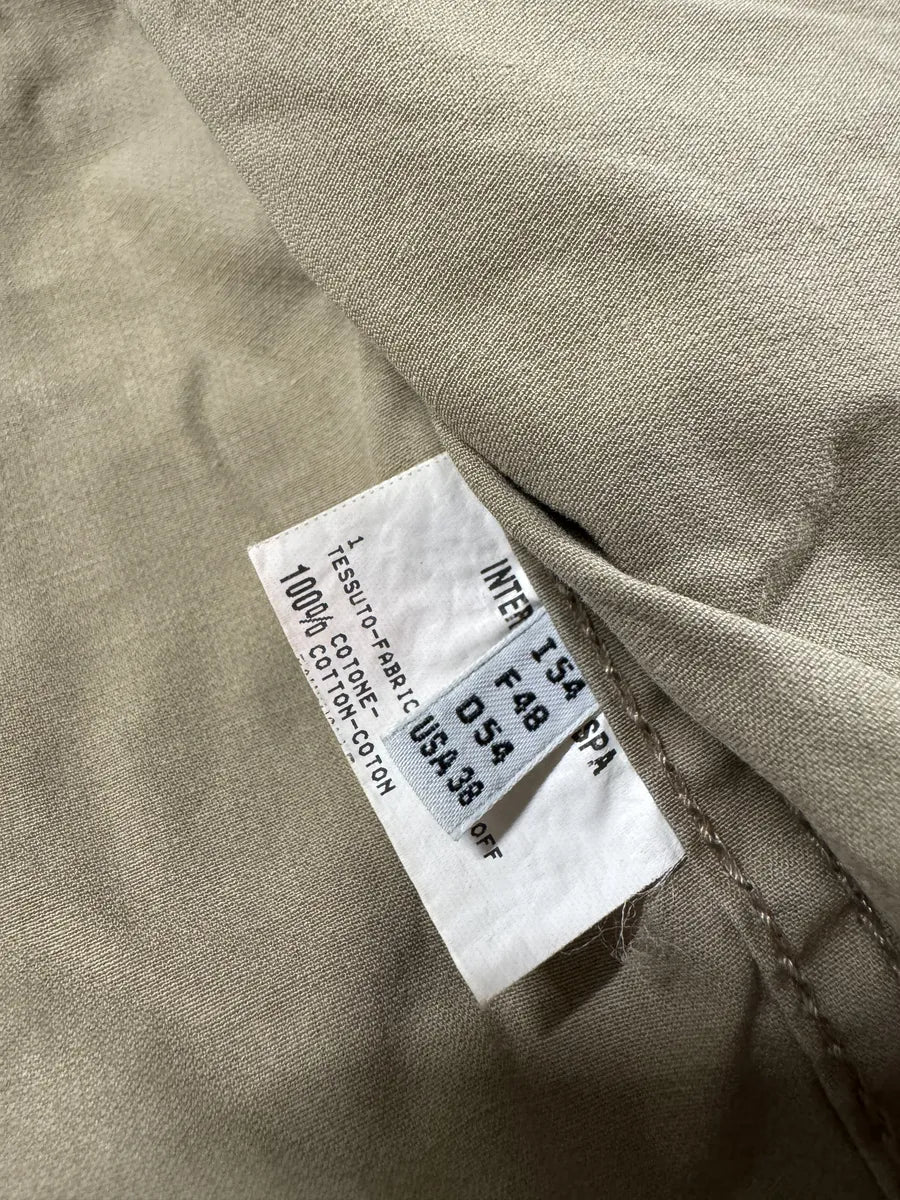 1
TESSUTO-FABRIC
100% COTONE-
COTTON-COTON
INTER
SPA
OFF
I54
F48
D54
USA38